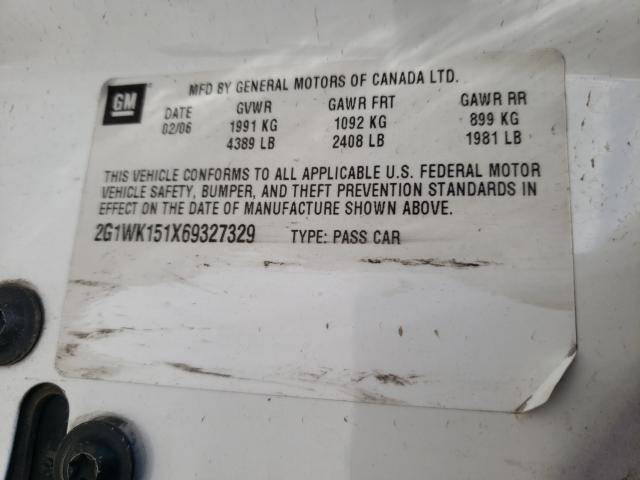 GM
MFD BY GENERAL MOTORS OF CANADA LTD.
DATE GVWR GAWR FRT GAWR RR
02/06 1991 KG 1092 KG 899 KG
4389 LB 2408 LB 1981 LB
THIS VEHICLE CONFORMS TO ALL APPLICABLE U.S. FEDERAL MOTOR
VEHICLE SAFETY, BUMPER, AND THEFT PREVENTION STANDARDS IN
EFFECT ON THE DATE OF MANUFACTURE SHOWN ABOVE.
2G1WK151X69327329 TYPE: PASS CAR